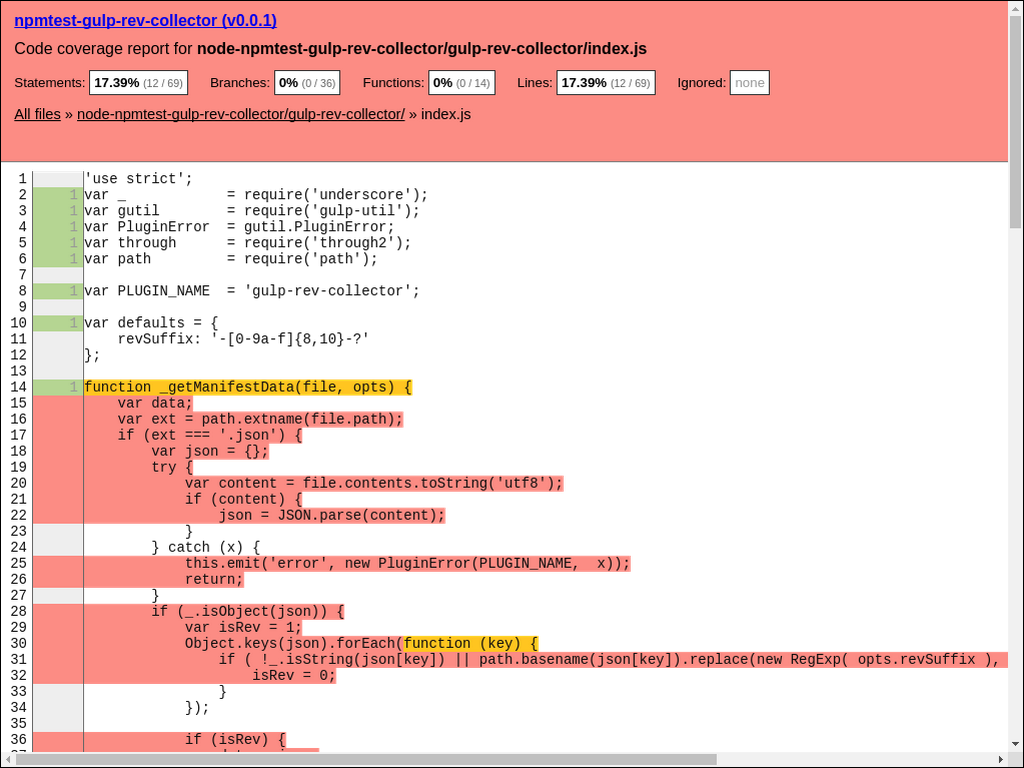 npmtest-gulp-rev-collector (v0.0.1)
Code coverage report for node-npmtest-gulp-rev-collector/gulp-rev-collector/index.js
Statements: 17.39% (12 / 69) Branches: 0% (0 / 36) Functions: 0% (0 / 14) Lines: 17.39% (12 / 69) Ignored: none
All files » node-npmtest-gulp-rev-collector/gulp-rev-collector/ » index.js
1 'use strict';
2 1 var _            = require('underscore');
3 1 var gutil        = require('gulp-util');
4 1 var PluginError  = gutil.PluginError;
5 1 var through      = require('through2');
6 1 var path         = require('path');
7
8 1 var PLUGIN_NAME  = 'gulp-rev-collector';
9
10 1 var defaults = {
11     revSuffix: '-[0-9a-f]{8,10}-?'
12 };
13
14 1 function _getManifestData(file, opts) {
15     var data;
16     var ext = path.extname(file.path);
17     if (ext === '.json') {
18         var json = {};
19         try {
20             var content = file.contents.toString('utf8');
21             if (content) {
22                 json = JSON.parse(content);
23             }
24         } catch (x) {
25             this.emit('error', new PluginError(PLUGIN_NAME,  x));
26             return;
27         }
28         if (_.isObject(json)) {
29             var isRev = 1;
30             Object.keys(json).forEach(function (key) {
31                 if ( !_.isString(json[key]) || path.basename(json[key]).replace(new RegExp( opts.revSuffix ),
32                     isRev = 0;
33                 }
34             });
35
36             if (isRev) {